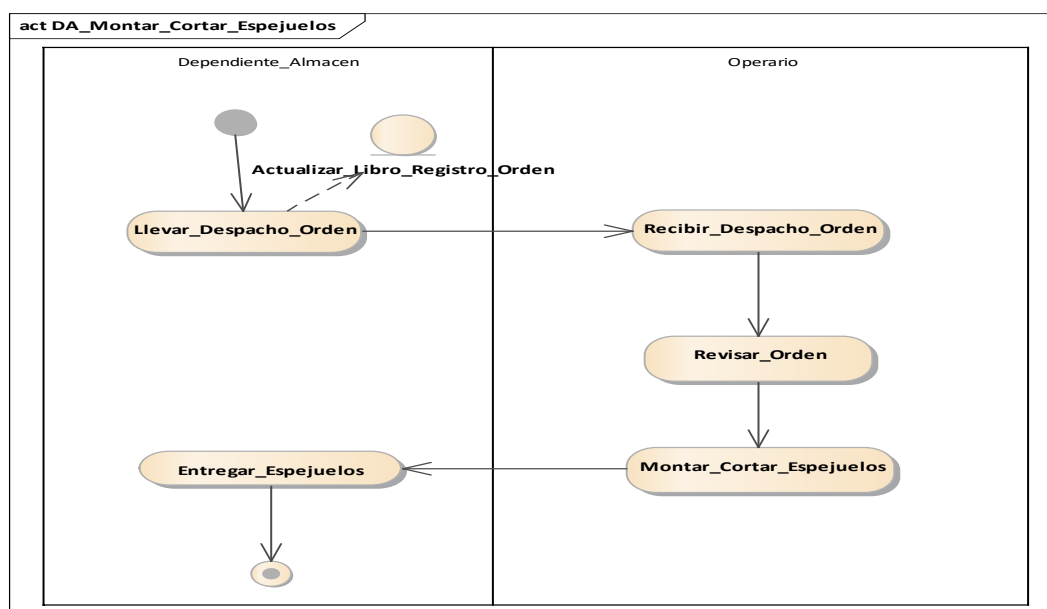 act DA_Montar_Cortar_Espejuelos
Dependiente_Almacen
Operario
Actualizar_Libro_Registro_Orden
Llevar_Despacho_Orden
Recibir_Despacho_Orden
Revisar_Orden
Entregar_Espejuelos
Montar_Cortar_Espejuelos